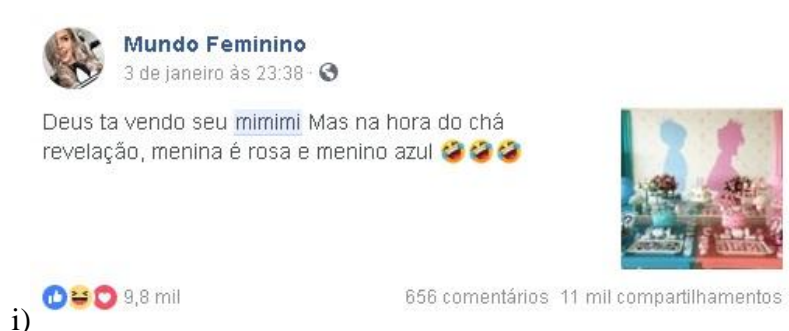 Mundo Feminino
3 de janeiro às 23:38 ·
Deus ta vendo seu mimimi Mas na hora do chá
revelação, menina é rosa e menino azul 🤣🤣🤣
9,8 mil
656 comentários 11 mil compartilhamentos
i)